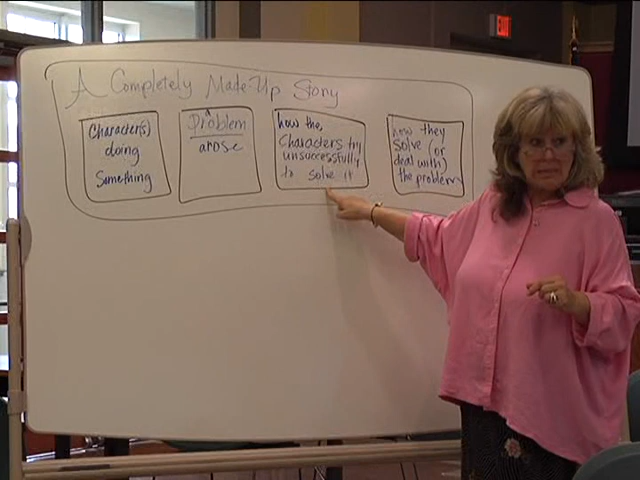 A Completely Made-Up Story
Character(s)
doing
something
A
Problem
arose
how the
Characters try
unsuccessfully
to solve it
how they
solve (or
deal with)
the problem
EXIT